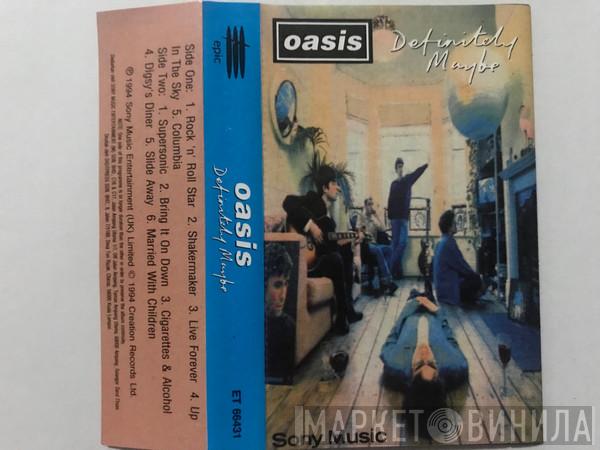 oasis
Definitely
Maybe
Sony Music
epic
oasis
Definitely Maybe
ET 66431
Side One: 1. Rock 'n' Roll Star 2. Shakermaker 3. Live Forever 4. Up
In The Sky 5. Columbia
Side Two: 1. Supersonic 2. Bring It On Down 3. Cigarettes & Alcohol
4. Digsy's Diner 5. Slide Away 6. Married With Children
℗ 1994 Sony Music Entertainment (UK) Limited © 1994 Creation Records Ltd.
МАРКЕТ ВИНИЛА